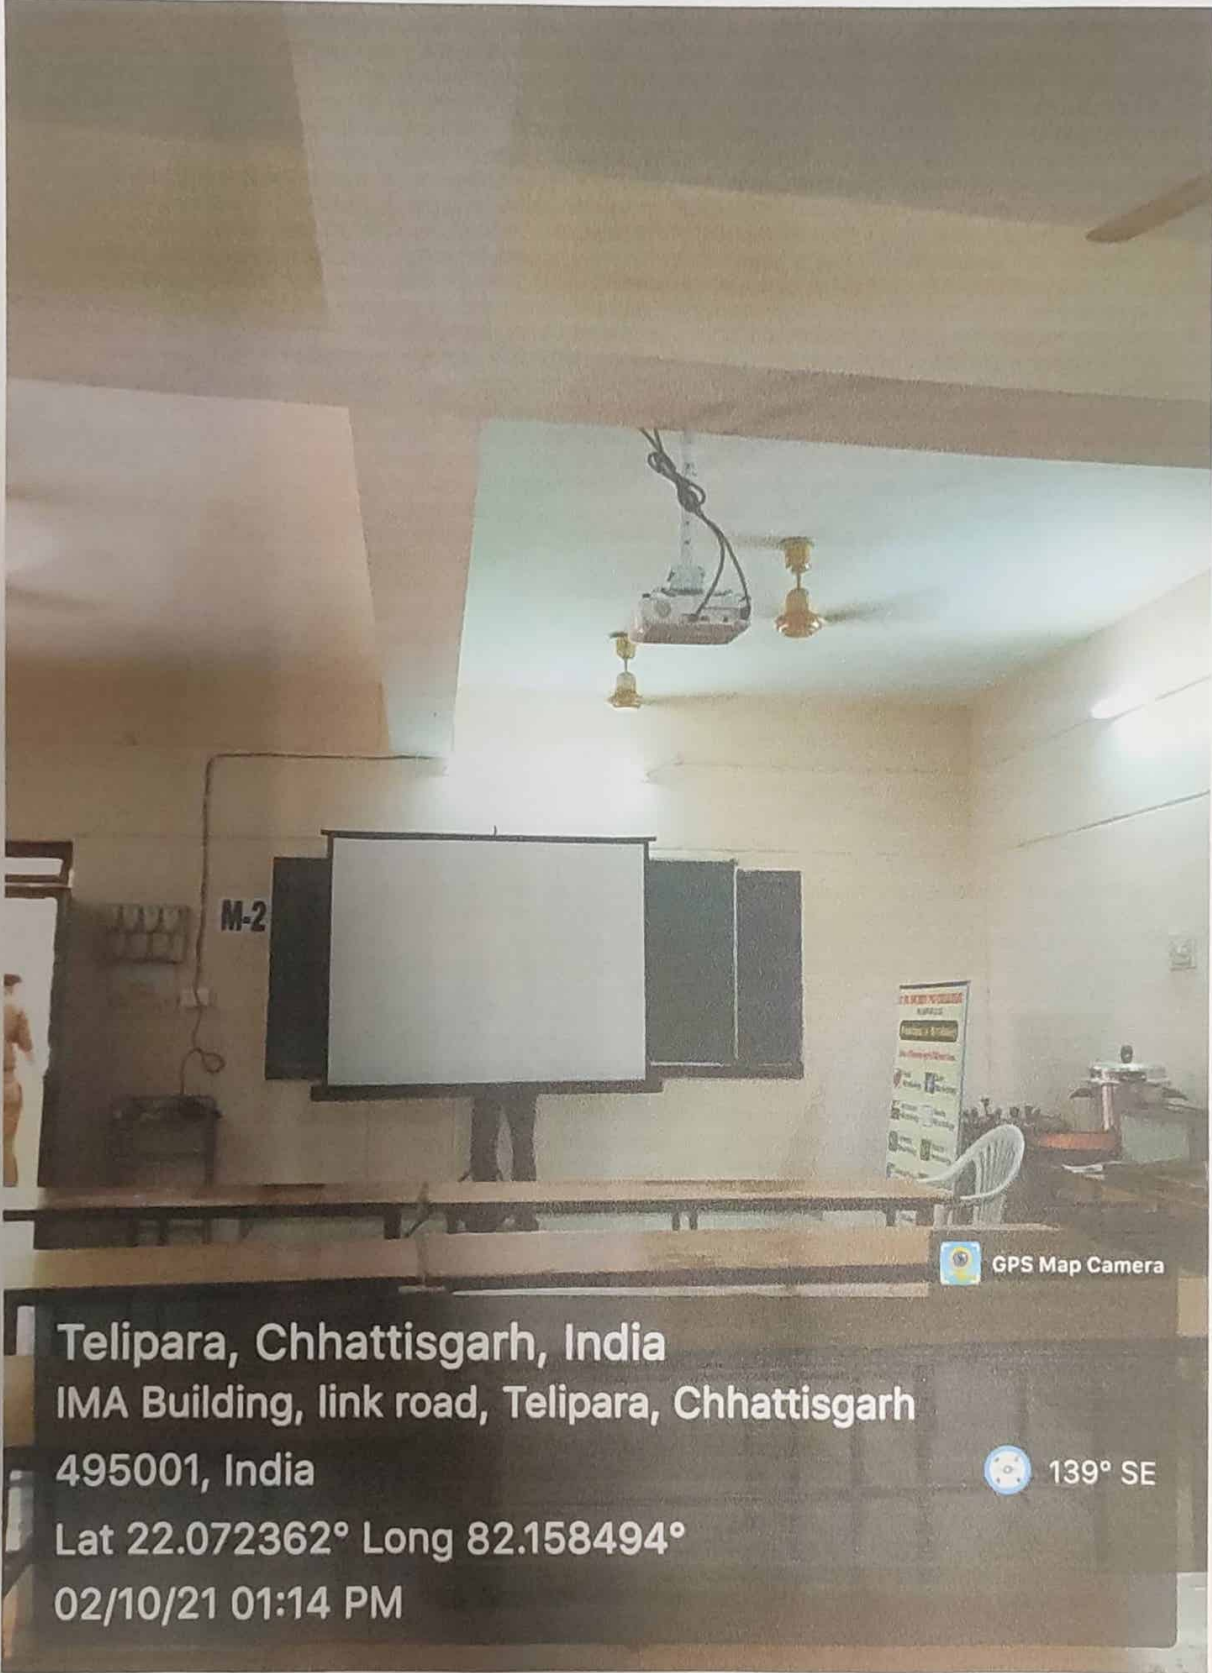 M-2
GPS Map Camera
Telipara, Chhattisgarh, India
IMA Building, link road, Telipara, Chhattisgarh
495001, India
139° SE
Lat 22.072362° Long 82.158494°
02/10/21 01:14 PM